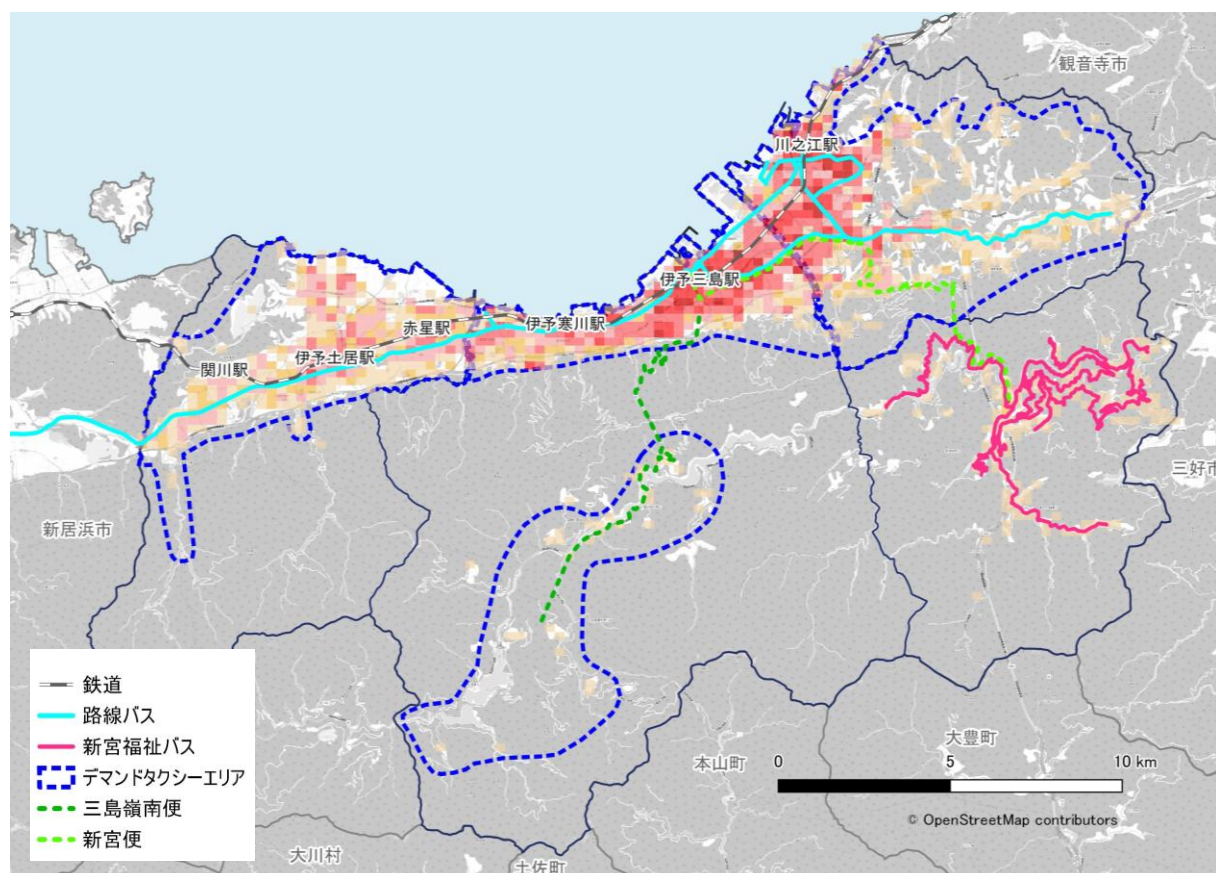 観音寺市
川之江駅
伊予三島駅
伊予寒川駅
赤星駅
伊予土居駅
関川駅
三好市
新居浜市
鉄道
路線バス
新宮福祉バス
デマンドタクシーエリア
三島嶺南便
新宮便
本山町
大豊町
0 5 10 km
© OpenStreetMap contributors
大川村
土佐町